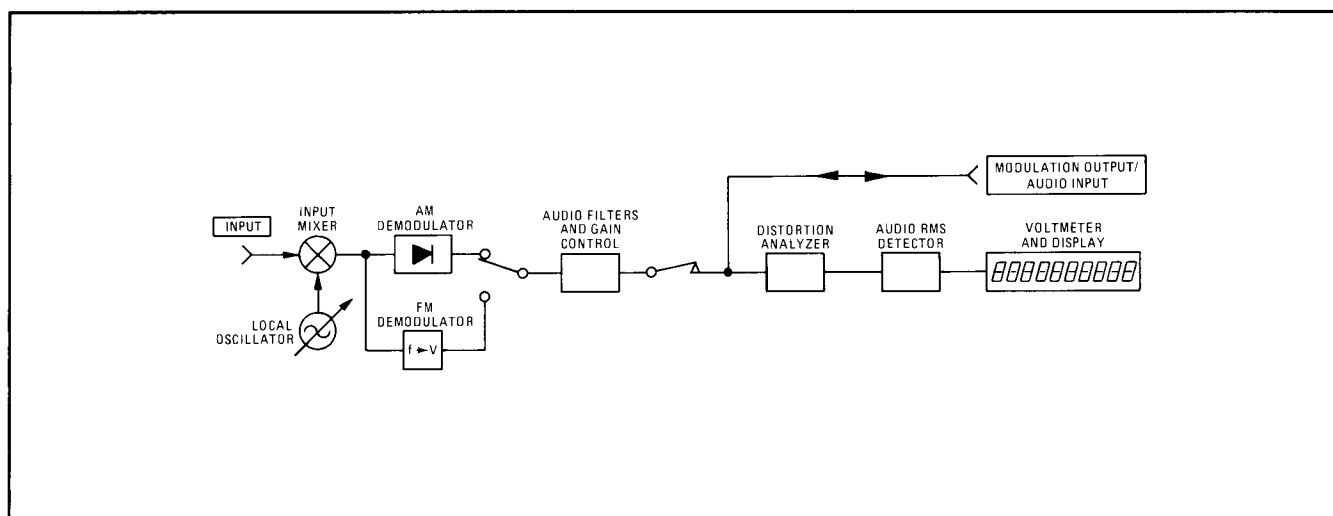 INPUT
INPUT
MIXER
LOCAL
OSCILLATOR
AM
DEMODULATOR
FM
DEMODULATOR
f→V
AUDIO FILTERS
AND GAIN
CONTROL
MODULATION OUTPUT/
AUDIO INPUT
DISTORTION
ANALYZER
AUDIO RMS
DETECTOR
VOLTMETER
AND DISPLAY
8888888888